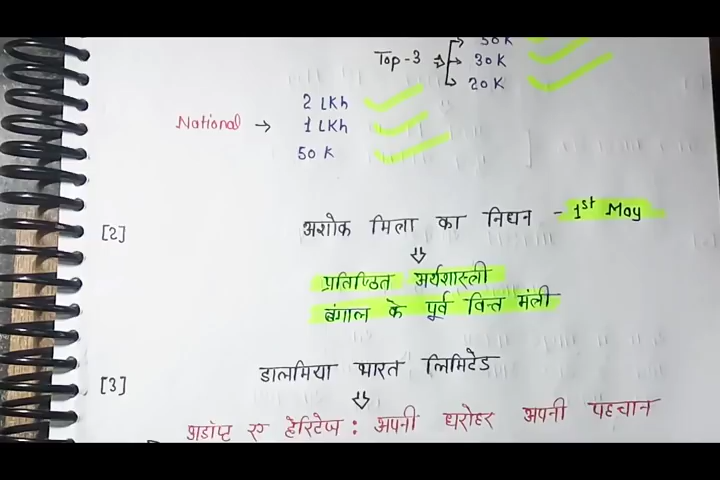 50K
Top-3 → 30K
20K
2 Lkh
National → 1 Lkh
50 K
[2] अशोक मित्रा का निधन - 1st May
प्रतिष्ठित अर्थशास्त्री
बंगाल के पूर्व वित्त मंत्री
[3] डालमिया भारत लिमिटेड
अडॉप्ट ए हेरिटेज : अपनी धरोहर अपनी पहचान